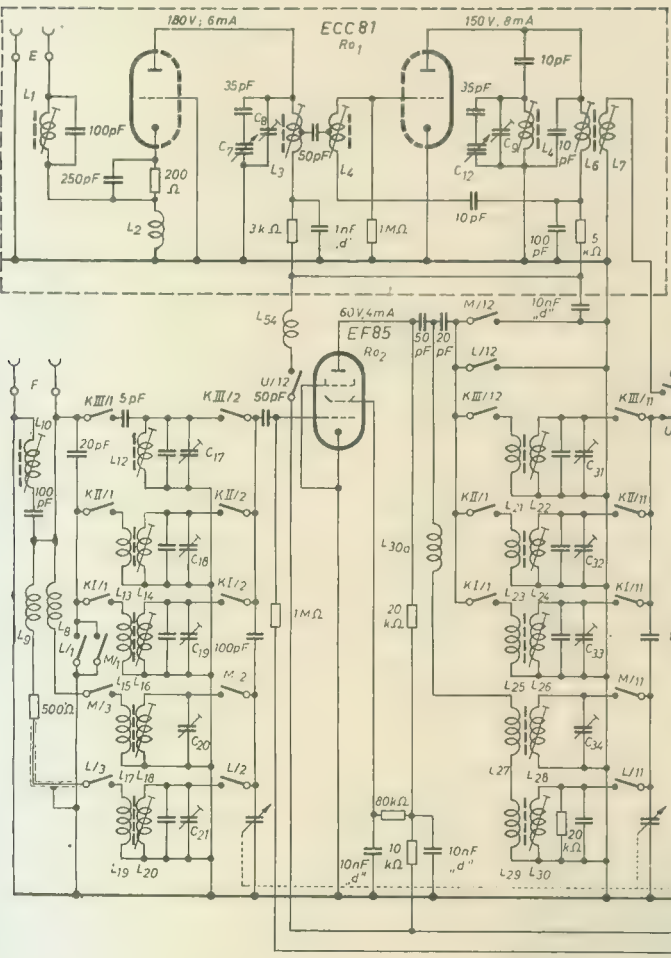 180V; 6mA
ECC81
Rö1
150V, 8mA
E
L1
100pF
250pF
200
Ω
L2
35pF
C8
C7
L3
50pF
L4
3kΩ
1nF
„d"
1MΩ
10pF
35pF
C9
C12
L4
10
pF
L6
L7
10pF
100
pF
5
kΩ
10nF
„d"
L54
60V,4mA
EF85
Rö2
U/12
50
pF
20
pF
M/12
L/12
F
KIII/1
5pF
KIII/2
50pF
KIII/12
KIII/11
U
L10
20pF
L12
C17
C31
100
pF
KII/1
KII/2
KII/1
L21
L22
KII/11
C18
L30a
C32
KI/1
L13
L14
KI/2
KI/1
L23
L24
KI/11
L9
L8
L/1
M/1
C19
100pF
1MΩ
20
kΩ
C33
M/3
L15
L16
M-2
L25
L26
M/11
500Ω
C20
C34
L/3
L17
L18
L/2
L27
L28
L/11
C21
80kΩ
20
kΩ
10nF
„d"
10
kΩ
10nF
„d"
L19
L20
L29
L30